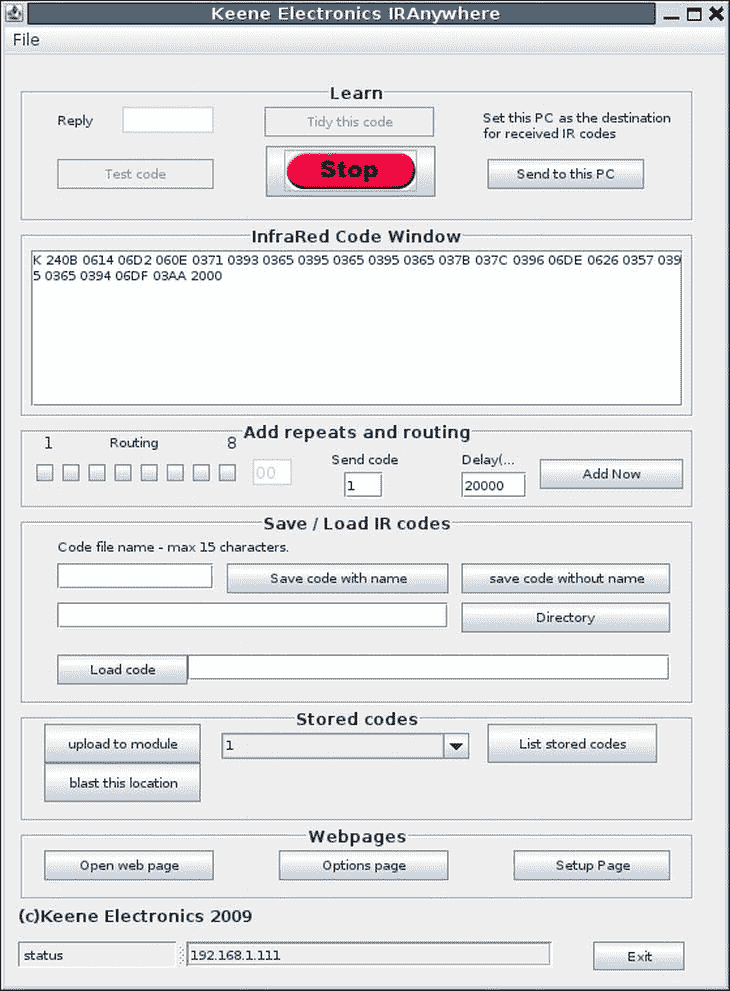 Keene Electronics IRAnywhere
File
Learn
Reply
Tidy this code
Set this PC as the destination
for received IR codes
Test code
Stop
Send to this PC
InfraRed Code Window
K 240B 0614 06D2 060E 0371 0393 0365 0395 0365 0395 0365 037B 037C 0396 06DE 0626 0357 039
5 0365 0394 06DF 03AA 2000
Add repeats and routing
1 Routing 8
Send code
Delay(...
00
1
20000
Add Now
Save / Load IR codes
Code file name - max 15 characters.
Save code with name
save code without name
Directory
Load code
Stored codes
upload to module
1
List stored codes
blast this location
Webpages
Open web page
Options page
Setup Page
(c)Keene Electronics 2009
status
192.168.1.111
Exit